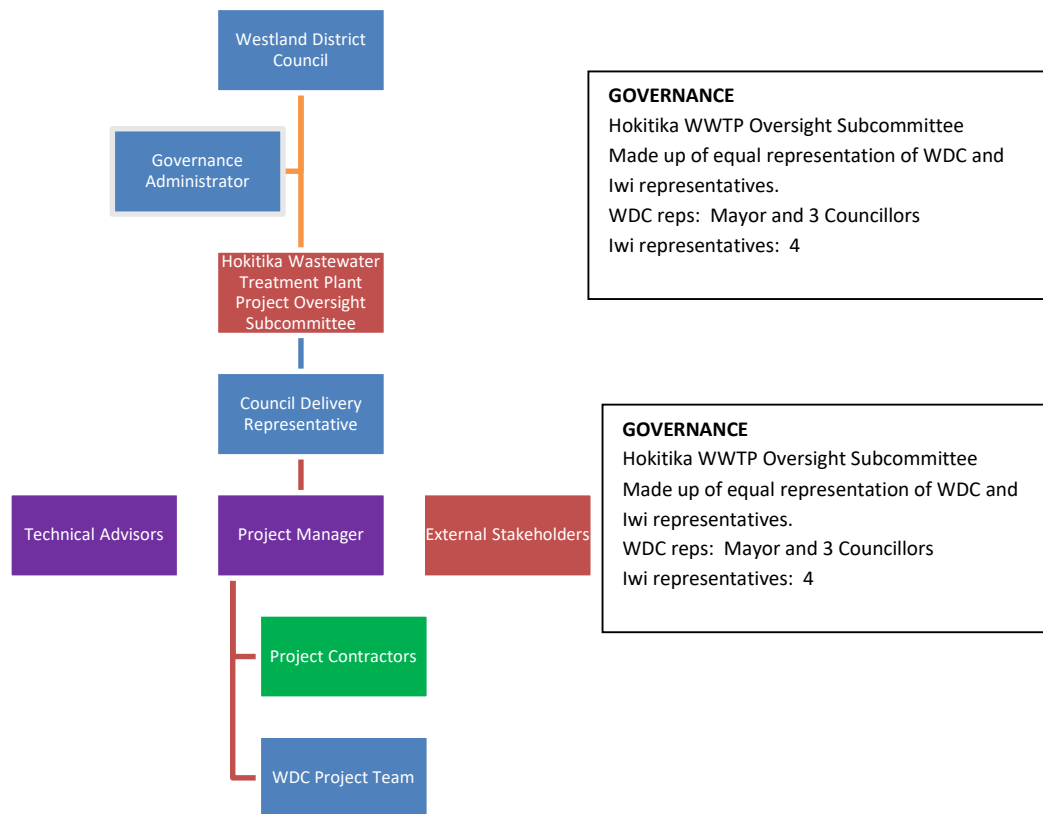 Westland District
Council
Governance
Administrator
Hokitika Wastewater
Treatment Plant
Project Oversight
Subcommittee
Council Delivery
Representative
Technical Advisors
Project Manager
External Stakeholders
Project Contractors
WDC Project Team
GOVERNANCE
Hokitika WWTP Oversight Subcommittee
Made up of equal representation of WDC and
Iwi representatives.
WDC reps: Mayor and 3 Councillors
Iwi representatives: 4
GOVERNANCE
Hokitika WWTP Oversight Subcommittee
Made up of equal representation of WDC and
Iwi representatives.
WDC reps: Mayor and 3 Councillors
Iwi representatives: 4